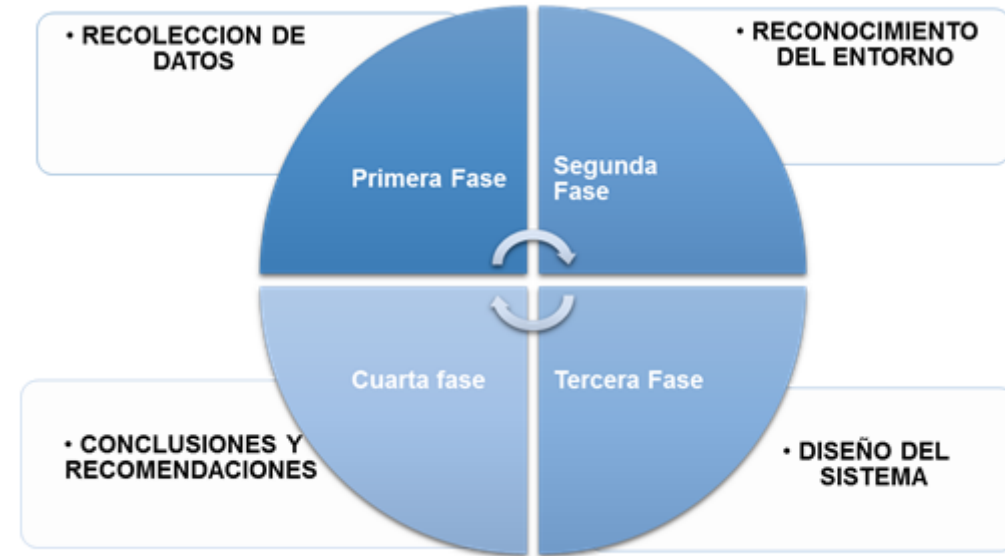 • RECOLECCION DE
DATOS
• RECONOCIMIENTO
DEL ENTORNO
Primera Fase
Segunda
Fase
Cuarta fase
Tercera Fase
• CONCLUSIONES Y
RECOMENDACIONES
• DISEÑO DEL
SISTEMA